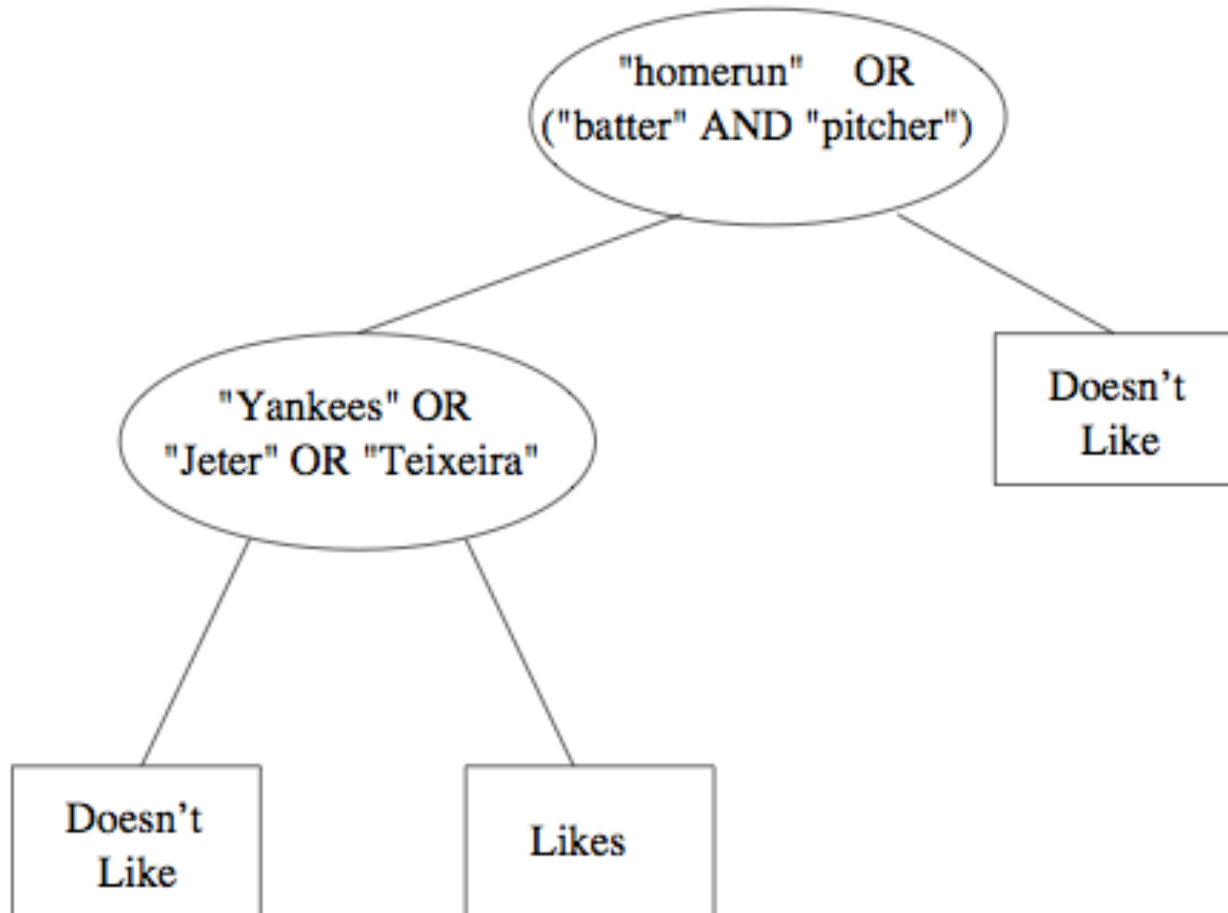 "homerun" OR
("batter" AND "pitcher")
"Yankees" OR
"Jeter" OR "Teixeira"
Doesn't
Like
Doesn't
Like
Likes